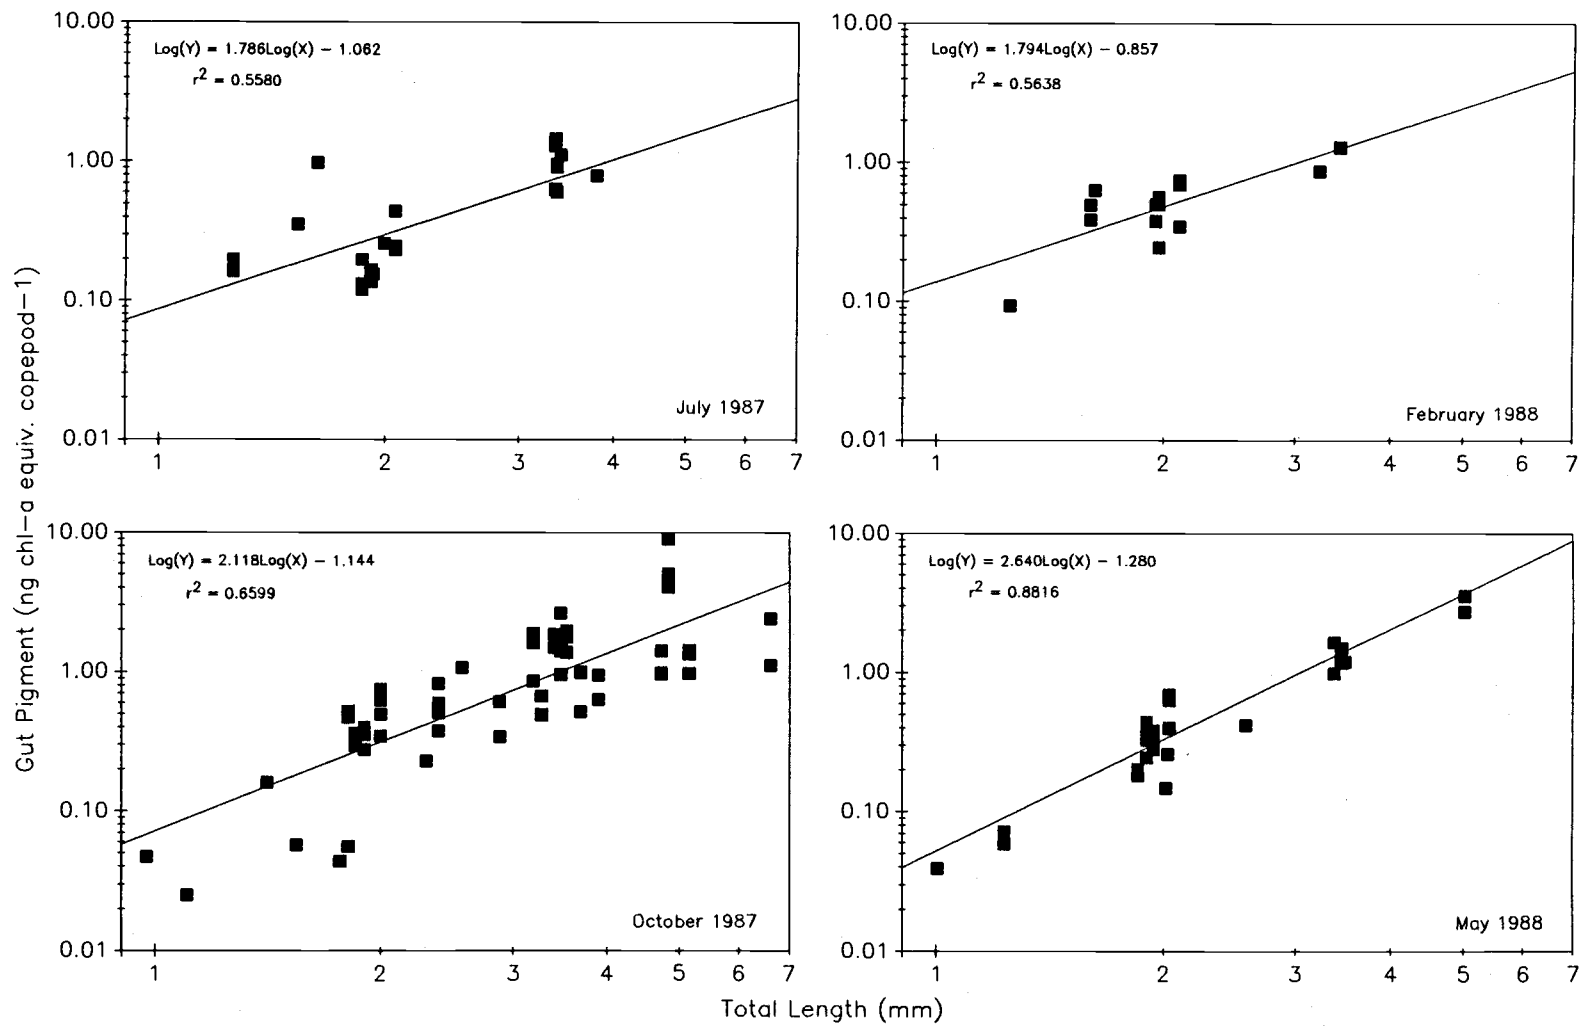 Gut Pigment (ng chl-a equiv. copepod-1)
10.00
1.00
0.10
0.01
Log(Y) = 1.786Log(X) - 1.062
r2 = 0.5580
July 1987
1 2 3 4 5 6 7
10.00
1.00
0.10
0.01
Log(Y) = 1.794Log(X) - 0.857
r2 = 0.5638
February 1988
1 2 3 4 5 6 7
10.00
1.00
0.10
0.01
Log(Y) = 2.118Log(X) - 1.144
r2 = 0.6599
October 1987
1 2 3 4 5 6 7
10.00
1.00
0.10
0.01
Log(Y) = 2.640Log(X) - 1.280
r2 = 0.8816
May 1988
1 2 3 4 5 6 7
Total Length (mm)